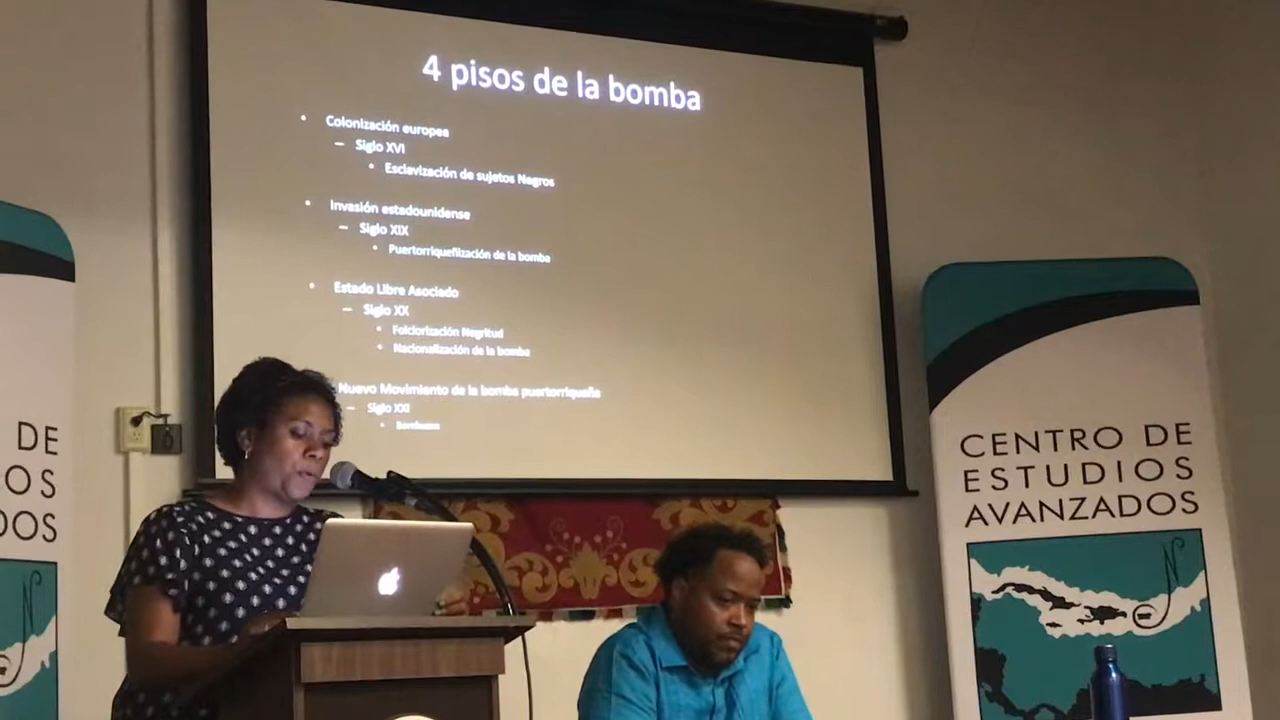 4 pisos de la bomba
• Colonización europea
– Siglo XVI
• Esclavización de sujetos Negros
• Invasión estadounidense
– Siglo XIX
• Puertorriqueñización de la bomba
• Estado Libre Asociado
– Siglo XX
• Folclorización Negritud
• Nacionalización de la bomba
Nuevo Movimiento de la bomba puertorriqueña
– Siglo XXI
DE
OS
DOS
CENTRO DE
ESTUDIOS
AVANZADOS